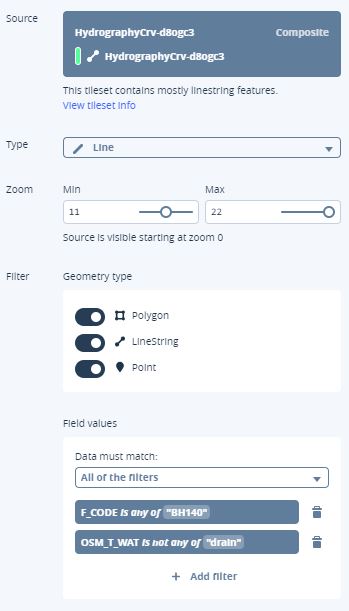 Source
HydrographyCrv-d8ogc3 Composite
HydrographyCrv-d8ogc3
This tileset contains mostly linestring features.
View tileset info
Type Line
Zoom Min Max
11 22
Source is visible starting at zoom 0
Filter Geometry type
Polygon
LineString
Point
Field values
Data must match:
All of the filters
F_CODE is any of "BH140"
OSM_T_WAT is not any of "drain"
+ Add filter